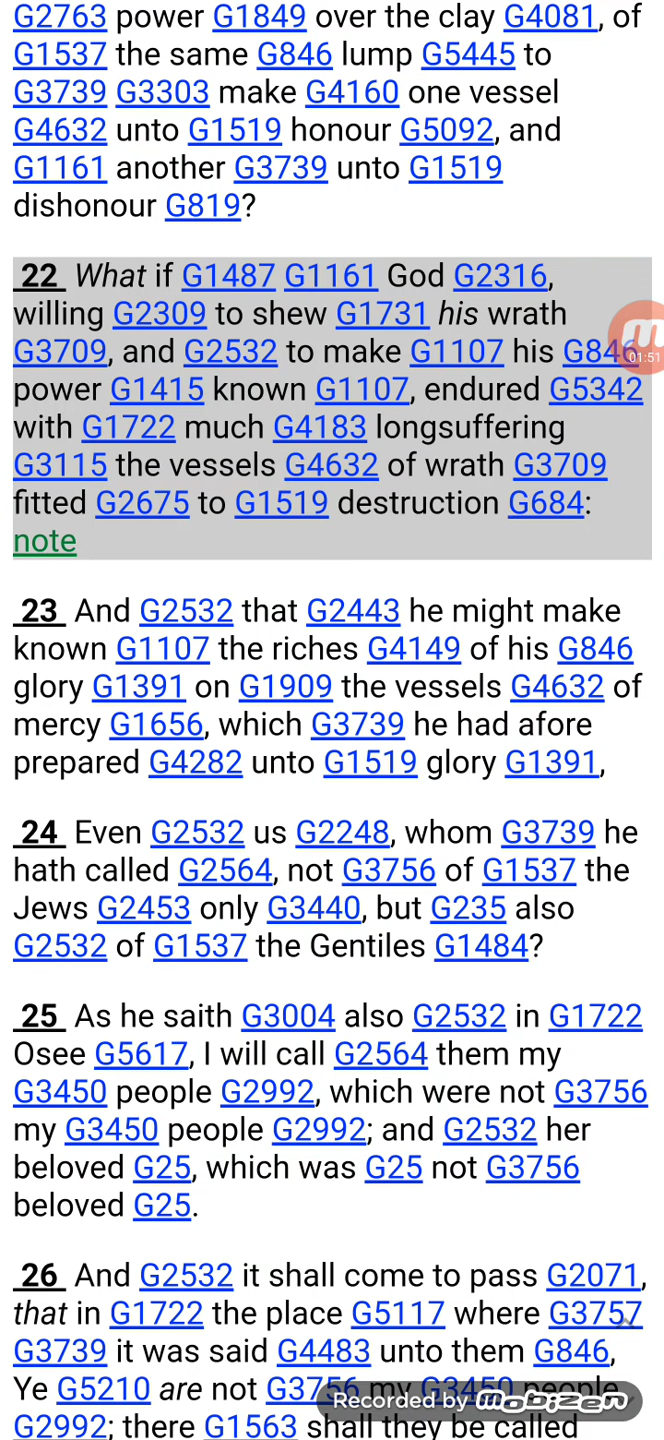 G2763 power G1849 over the clay G4081, of
G1537 the same G846 lump G5445 to
G3739 G3303 make G4160 one vessel
G4632 unto G1519 honour G5092, and
G1161 another G3739 unto G1519
dishonour G819?
22 What if G1487 G1161 God G2316,
willing G2309 to shew G1731 his wrath
G3709, and G2532 to make G1107 his G846
power G1415 known G1107, endured G5342
with G1722 much G4183 longsuffering
G3115 the vessels G4632 of wrath G3709
fitted G2675 to G1519 destruction G684:
note
01:51
23 And G2532 that G2443 he might make
known G1107 the riches G4149 of his G846
glory G1391 on G1909 the vessels G4632 of
mercy G1656, which G3739 he had afore
prepared G4282 unto G1519 glory G1391,
24 Even G2532 us G2248, whom G3739 he
hath called G2564, not G3756 of G1537 the
Jews G2453 only G3440, but G235 also
G2532 of G1537 the Gentiles G1484?
25 As he saith G3004 also G2532 in G1722
Osee G5617, I will call G2564 them my
G3450 people G2992, which were not G3756
my G3450 people G2992; and G2532 her
beloved G25, which was G25 not G3756
beloved G25.
26 And G2532 it shall come to pass G2071,
that in G1722 the place G5117 where G3757
G3739 it was said G4483 unto them G846,
Ye G5210 are not G3756 my G3450 people
G2992; there G1563 shall they be called
Recorded by mobizen